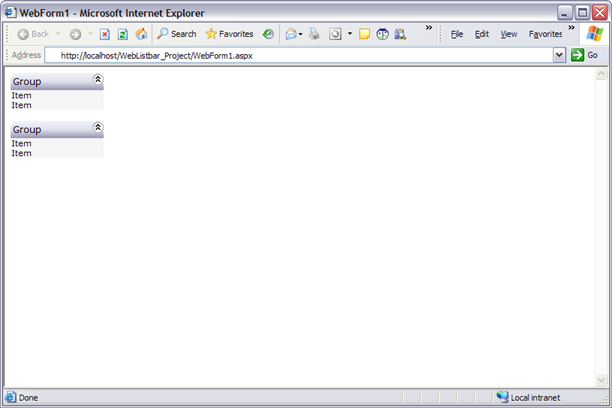 WebForm1 - Microsoft Internet Explorer
Back Search Favorites » File Edit View Favorites »
Address http://localhost/WebListbar_Project/WebForm1.aspx Go
Group
Item
Item
Group
Item
Item
Done Local intranet